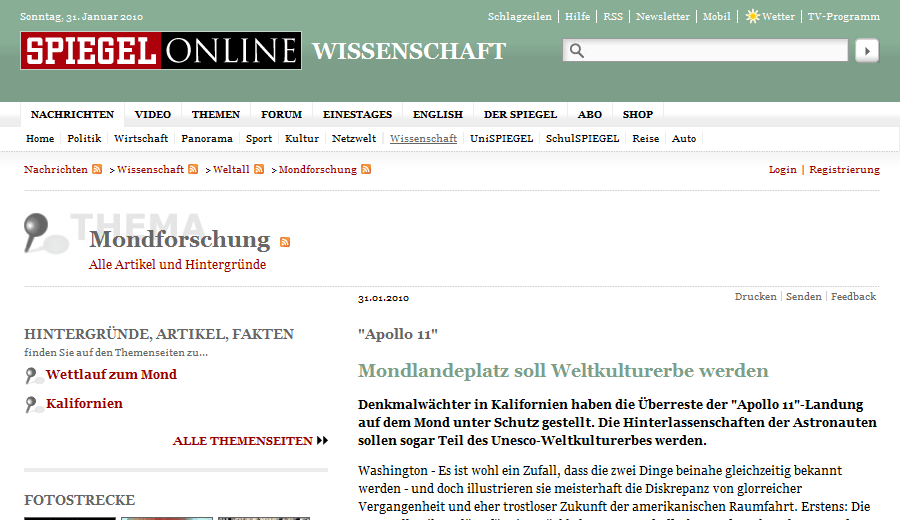 Sonntag, 31. Januar 2010
Schlagzeilen | Hilfe | RSS | Newsletter | Mobil | Wetter | TV-Programm
SPIEGEL ONLINE WISSENSCHAFT
NACHRICHTEN VIDEO THEMEN FORUM EINESTAGES ENGLISH DER SPIEGEL ABO SHOP
Home Politik Wirtschaft Panorama Sport Kultur Netzwelt Wissenschaft UniSPIEGEL SchulSPIEGEL Reise Auto
Nachrichten > Wissenschaft > Weltall > Mondforschung
Login | Registrierung
THEMA
Mondforschung
Alle Artikel und Hintergründe
31.01.2010
Drucken | Senden | Feedback
HINTERGRÜNDE, ARTIKEL, FAKTEN
finden Sie auf den Themenseiten zu...
Wettlauf zum Mond
Kalifornien
ALLE THEMENSEITEN
FOTOSTRECKE
"Apollo 11"
Mondlandeplatz soll Weltkulturerbe werden
Denkmalwächter in Kalifornien haben die Überreste der "Apollo 11"-Landung
auf dem Mond unter Schutz gestellt. Die Hinterlassenschaften der Astronauten
sollen sogar Teil des Unesco-Weltkulturerbes werden.
Washington - Es ist wohl ein Zufall, dass die zwei Dinge beinahe gleichzeitig bekannt
werden - und doch illustrieren sie meisterhaft die Diskrepanz von glorreicher
Vergangenheit und eher trostloser Zukunft der amerikanischen Raumfahrt. Erstens: Die